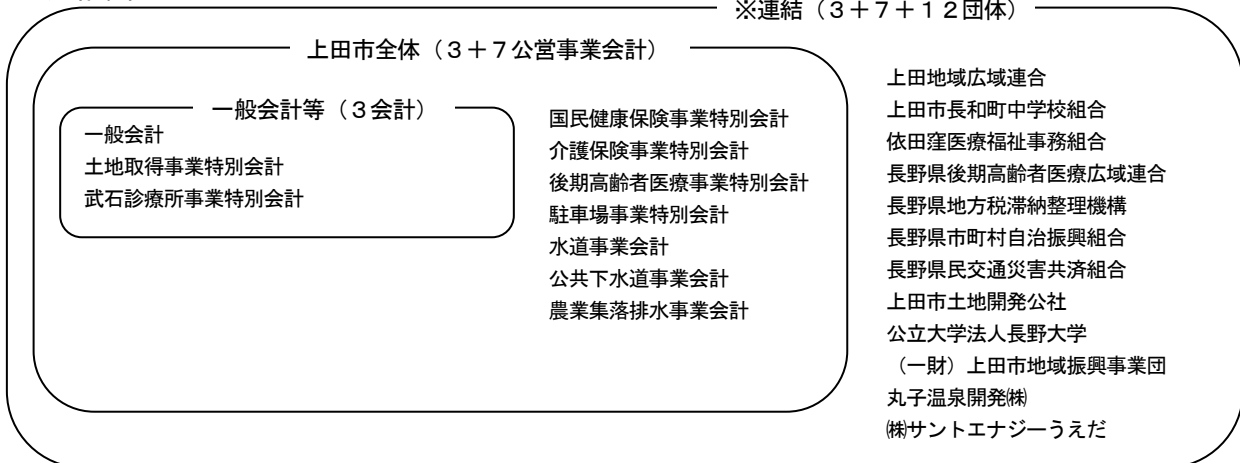 ※連結（３＋７＋１２団体）
上田市全体（３＋７公営事業会計）
一般会計等（３会計）
一般会計
土地取得事業特別会計
武石診療所事業特別会計
国民健康保険事業特別会計
介護保険事業特別会計
後期高齢者医療事業特別会計
駐車場事業特別会計
水道事業会計
公共下水道事業会計
農業集落排水事業会計
上田地域広域連合
上田市長和町中学校組合
依田窪医療福祉事務組合
長野県後期高齢者医療広域連合
長野県地方税滞納整理機構
長野県市町村自治振興組合
長野県民交通災害共済組合
上田市土地開発公社
公立大学法人長野大学
（一財）上田市地域振興事業団
丸子温泉開発㈱
㈱サントエナジーうえだ